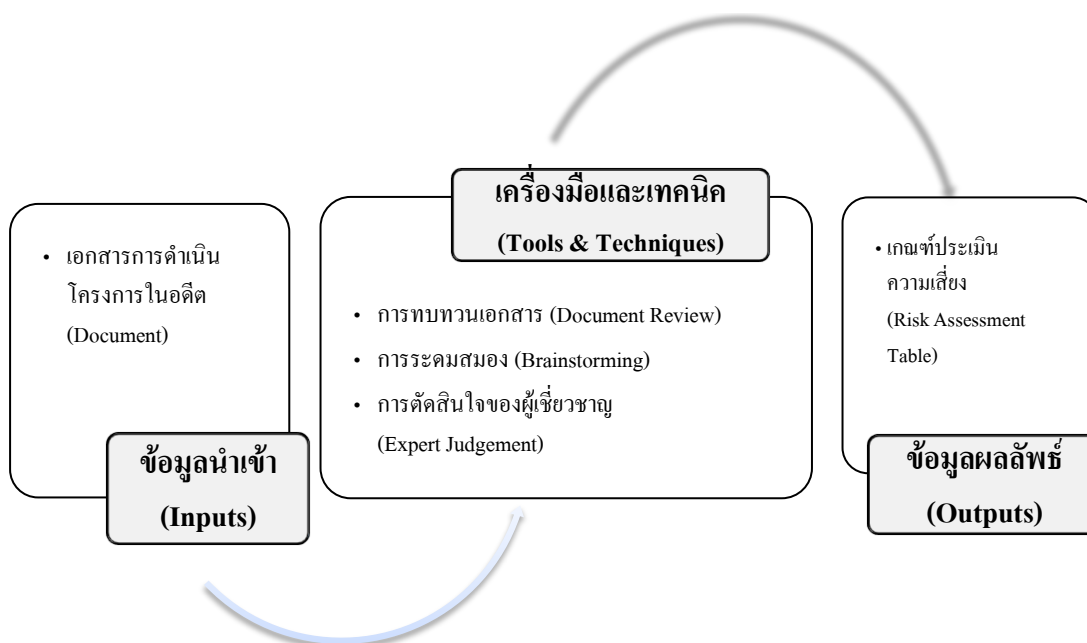 เครื่องมือและเทคนิค
(Tools & Techniques)
• เอกสารการดำเนิน
โครงการในอดีต
(Document)
ข้อมูลนำเข้า
(Inputs)
• การทบทวนเอกสาร (Document Review)
• การระดมสมอง (Brainstorming)
• การตัดสินใจของผู้เชี่ยวชาญ
(Expert Judgement)
• เกณฑ์ประเมิน
ความเสี่ยง
(Risk Assessment
Table)
ข้อมูลผลลัพธ์
(Outputs)